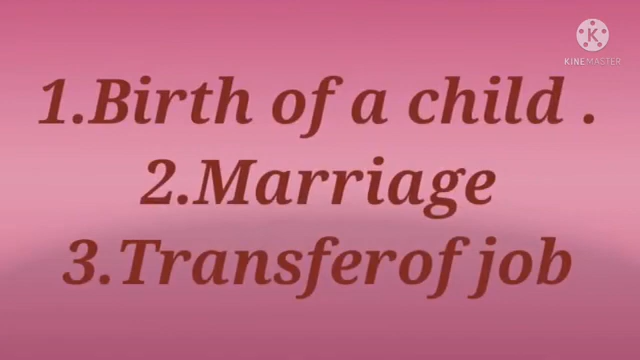 KINEMASTER
1.Birth of a child .
2.Marriage
3.Transferof job